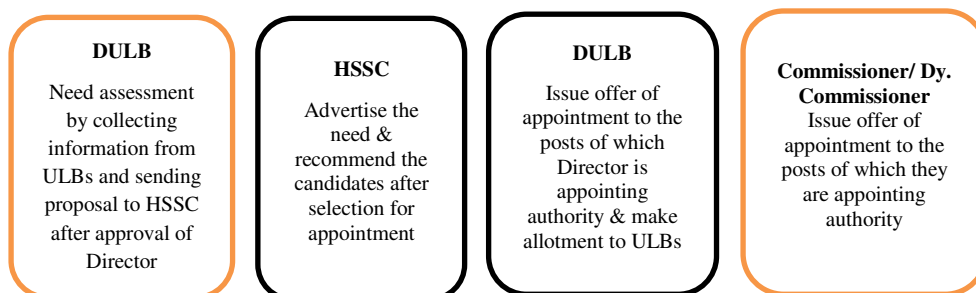 DULB
Need assessment
by collecting
information from
ULBs and sending
proposal to HSSC
after approval of
Director
HSSC
Advertise the
need &
recommend the
candidates after
selection for
appointment
DULB
Issue offer of
appointment to the
posts of which
Director is
appointing
authority & make
allotment to ULBs
Commissioner/ Dy.
Commissioner
Issue offer of
appointment to the
posts of which they
are appointing
authority